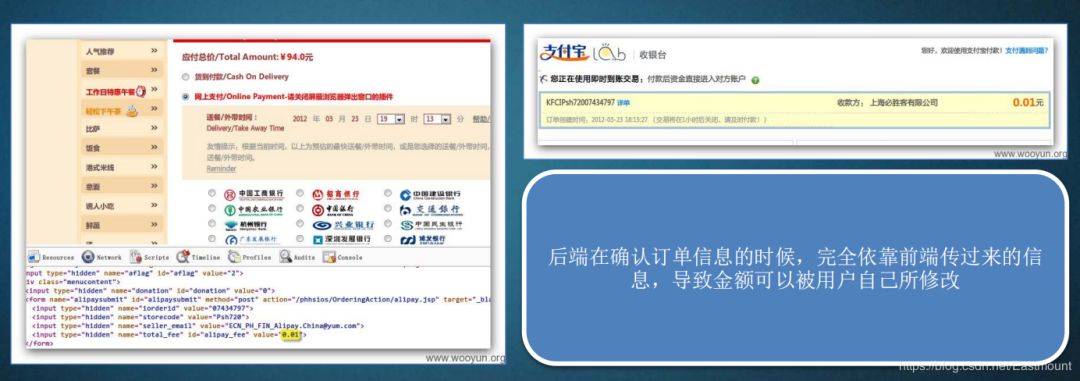 人气推荐 >>
套餐 >>
工作日特惠午餐 >>
轻松下午茶 >>
比萨 >>
饭食 >>
港式米线 >>
意面 >>
诱人小吃 >>
鲜蔬 >>
应付总价/Total Amount: ¥94.0元
货到付款/Cash On Delivery
网上支付/Online Payment-请关闭屏蔽浏览器弹出窗口的插件
送餐/外带时间： 2012 年 03 月 23 日 19 时 13 分 帮助/
Delivery/Take Away Time
友情提示：根据当前时间，以上为预估的最快送餐/外带时间，或是您选择的送餐/外带时间，
送餐/外带时间。
Reminder
中国工商银行 招商银行 中国建设银行
中国农业银行 中国银行 交通银行
杭州银行 兴业银行 中国民生银行
广东发展银行 深圳发展银行 浦发银行
Resources Network Scripts Timeline Profiles Audits Console
input type="hidden" name="aflag" id="aflag" value="2">
div class="menucontent">
<input type="hidden" name="donation" id="donation" value="0">
<form name="alipaysubmit" id="alipaysubmit" method="post" action="/phhsios/OrderingAction/alipay.jsp" target="_bla
<input type="hidden" name="iorderid" value="07434797">
<input type="hidden" name="storecode" value="Psh720">
<input type="hidden" name="seller_email" value="ECN_PH_FIN_Alipay.China@yum.com">
<input type="hidden" name="total_fee" id="alipay_fee" value="0.01">
</form>
www.wooyun.org
支付宝 Lab 收银台
您好，欢迎使用支付宝付款！ 支付遇到问题?
您正在使用即时到账交易：付款后资金直接进入对方账户
KFCIPsh72007434797 详单 收款方： 上海必胜客有限公司 0.01元
订单创建时间：2012-03-23 18:13:27 （交易将在1小时后关闭，请及时付款！）
www.wooyun.org
后端在确认订单信息的时候，完全依靠前端传过来的信
息，导致金额可以被用户自己所修改
https://blog.csdn.net/Eastmount